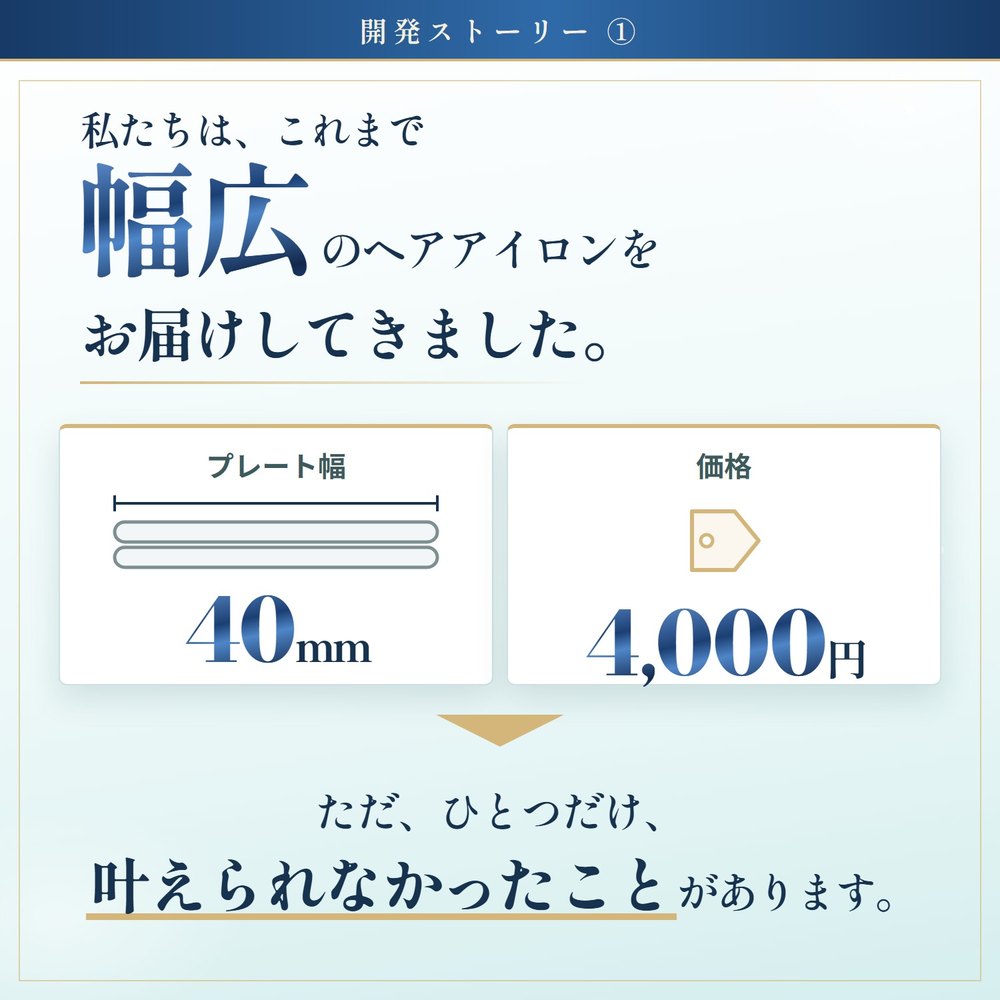 開発ストーリー ①
私たちは、これまで
幅広のヘアアイロンを
お届けしてきました。
プレート幅
40mm
価格
4,000円
ただ、ひとつだけ、
叶えられなかったことがあります。